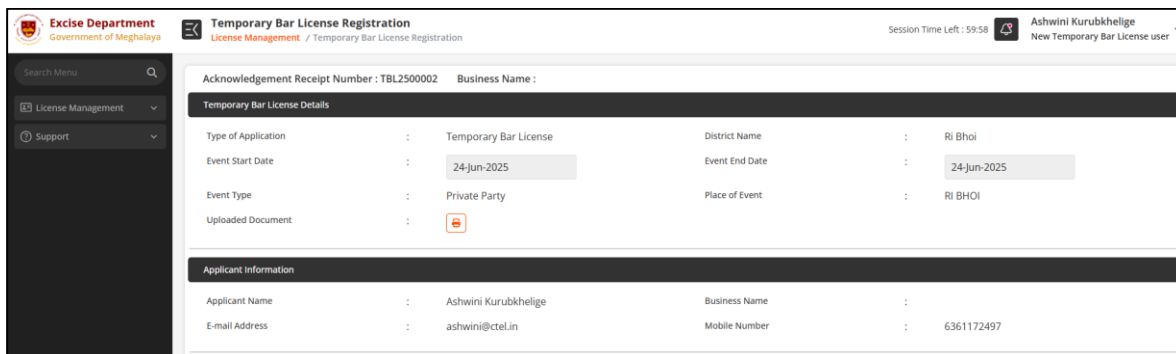 Excise Department
Government of Meghalaya
Temporary Bar License Registration
License Management / Temporary Bar License Registration
Session Time Left : 59:58
Ashwini Kurubkhelige
New Temporary Bar License user
Search Menu
License Management
Support
Acknowledgement Receipt Number : TBL2500002 Business Name :
Temporary Bar License Details
Type of Application : Temporary Bar License District Name : Ri Bhoi
Event Start Date : 24-Jun-2025 Event End Date : 24-Jun-2025
Event Type : Private Party Place of Event : RI BHOI
Uploaded Document :
Applicant Information
Applicant Name : Ashwini Kurubkhelige Business Name :
E-mail Address : ashwini@ctel.in Mobile Number : 6361172497